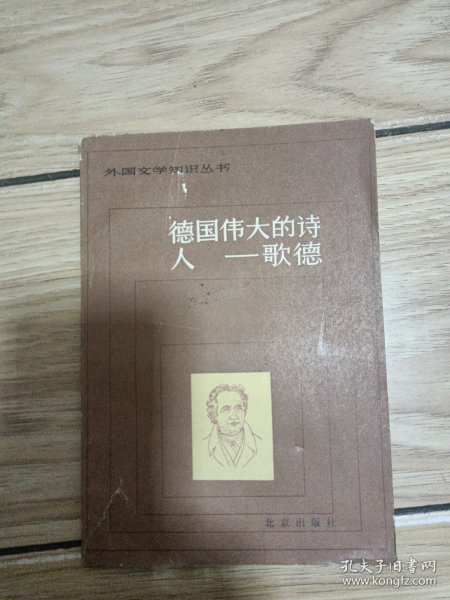 外国文学知识丛书
德国伟大的诗
人 —歌德
北京出版社
孔夫子旧书网
www.kongfz.com